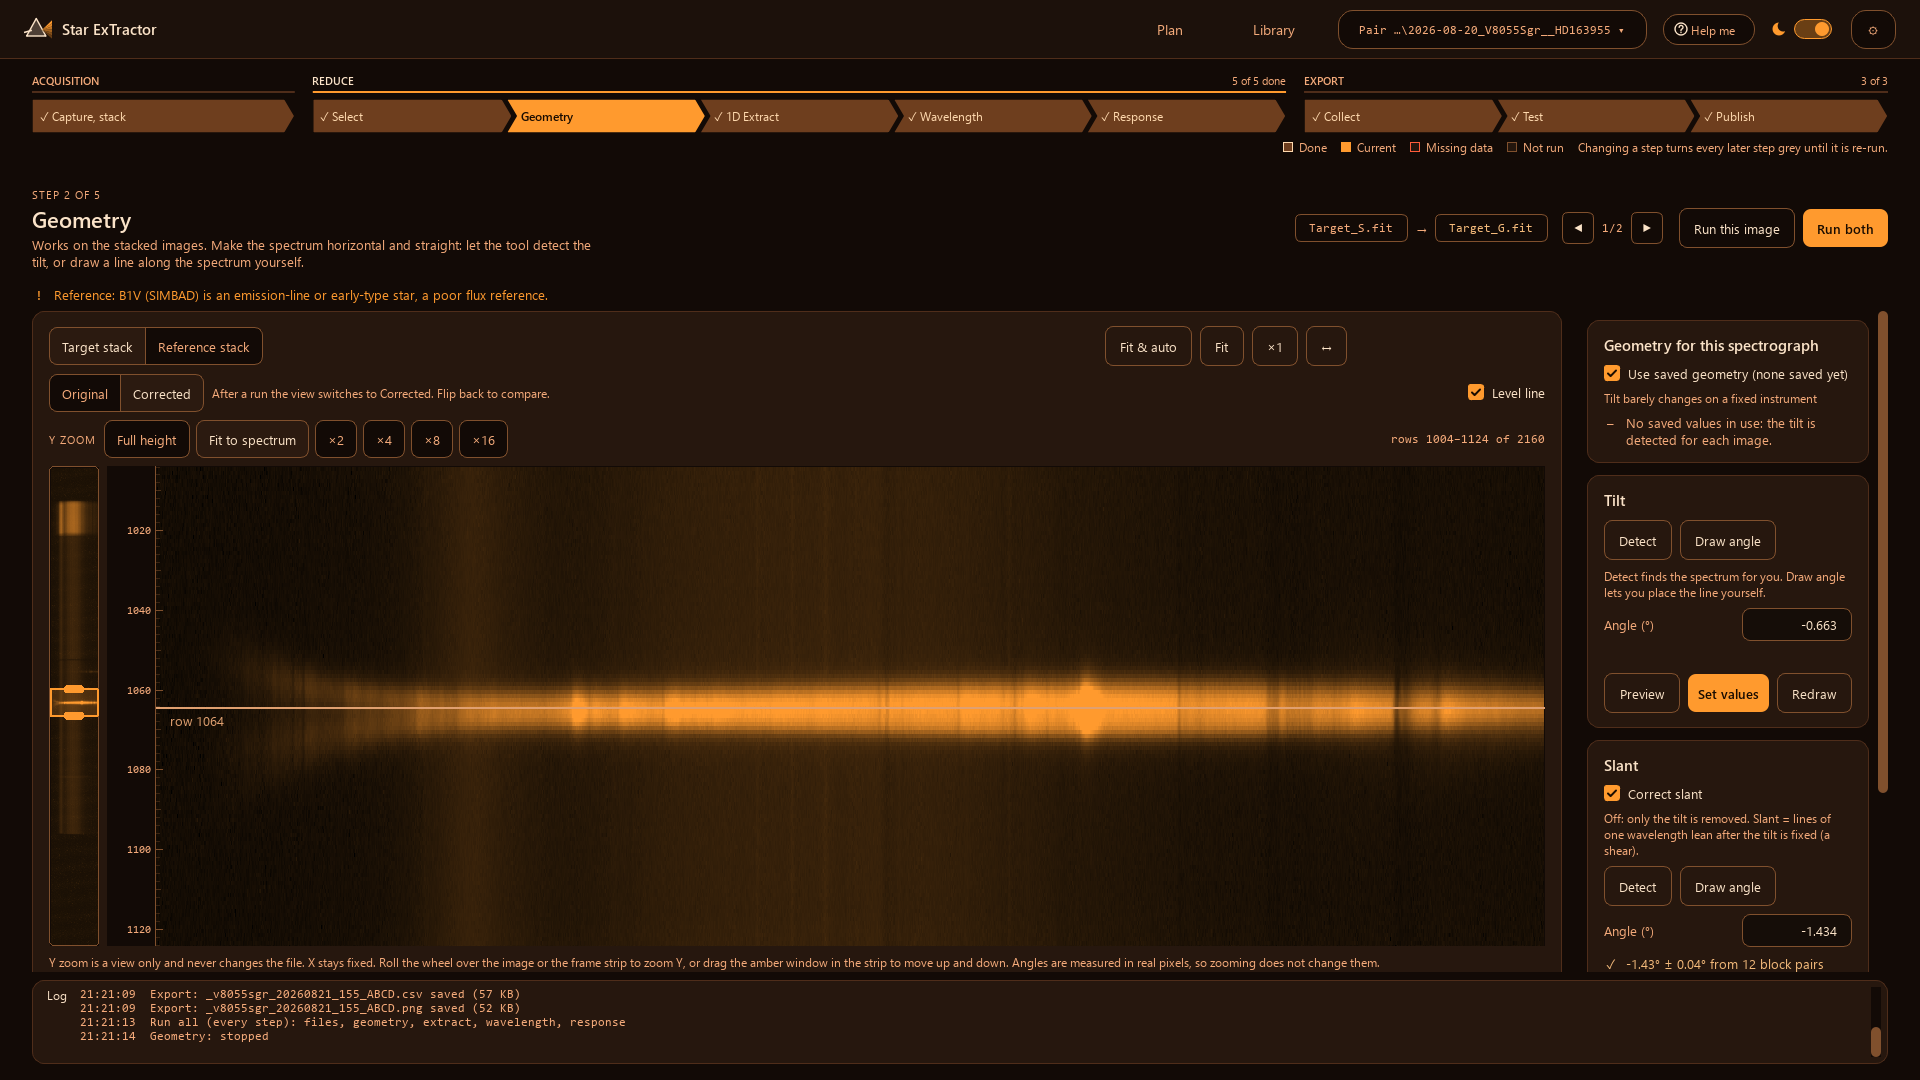 Star ExTractor
Plan
Library
Pair …\2026-08-20_V8055Sgr__HD163955 ▾
? Help me
ACQUISITION
REDUCE
5 of 5 done
EXPORT
3 of 3
✓ Capture, stack
✓ Select
Geometry
✓ 1D Extract
✓ Wavelength
✓ Response
✓ Collect
✓ Test
✓ Publish
Done
Current
Missing data
Not run
Changing a step turns every later step grey until it is re-run.
STEP 2 OF 5
Geometry
Works on the stacked images. Make the spectrum horizontal and straight: let the tool detect the
tilt, or draw a line along the spectrum yourself.
Target_S.fit → Target_G.fit
◄ 1/2 ►
Run this image
Run both
! Reference: B1V (SIMBAD) is an emission-line or early-type star, a poor flux reference.
Target stack
Reference stack
Fit & auto
Fit
×1
↔
Original
Corrected
After a run the view switches to Corrected. Flip back to compare.
Level line
Y ZOOM
Full height
Fit to spectrum
×2
×4
×8
×16
rows 1004–1124 of 2160
1020
1040
1060
row 1064
1080
1100
1120
Y zoom is a view only and never changes the file. X stays fixed. Roll the wheel over the image or the frame strip to zoom Y, or drag the amber window in the strip to move up and down. Angles are measured in real pixels, so zooming does not change them.
Geometry for this spectrograph
Use saved geometry (none saved yet)
Tilt barely changes on a fixed instrument
– No saved values in use: the tilt is
detected for each image.
Tilt
Detect
Draw angle
Detect finds the spectrum for you. Draw angle
lets you place the line yourself.
Angle (°)
-0.663
Preview
Set values
Redraw
Slant
Correct slant
Off: only the tilt is removed. Slant = lines of
one wavelength lean after the tilt is fixed (a
shear).
Detect
Draw angle
Angle (°)
-1.434
✓ -1.43° ± 0.04° from 12 block pairs
Log
21:21:09 Export: _v8055sgr_20260821_155_ABCD.csv saved (57 KB)
21:21:09 Export: _v8055sgr_20260821_155_ABCD.png saved (52 KB)
21:21:13 Run all (every step): files, geometry, extract, wavelength, response
21:21:14 Geometry: stopped